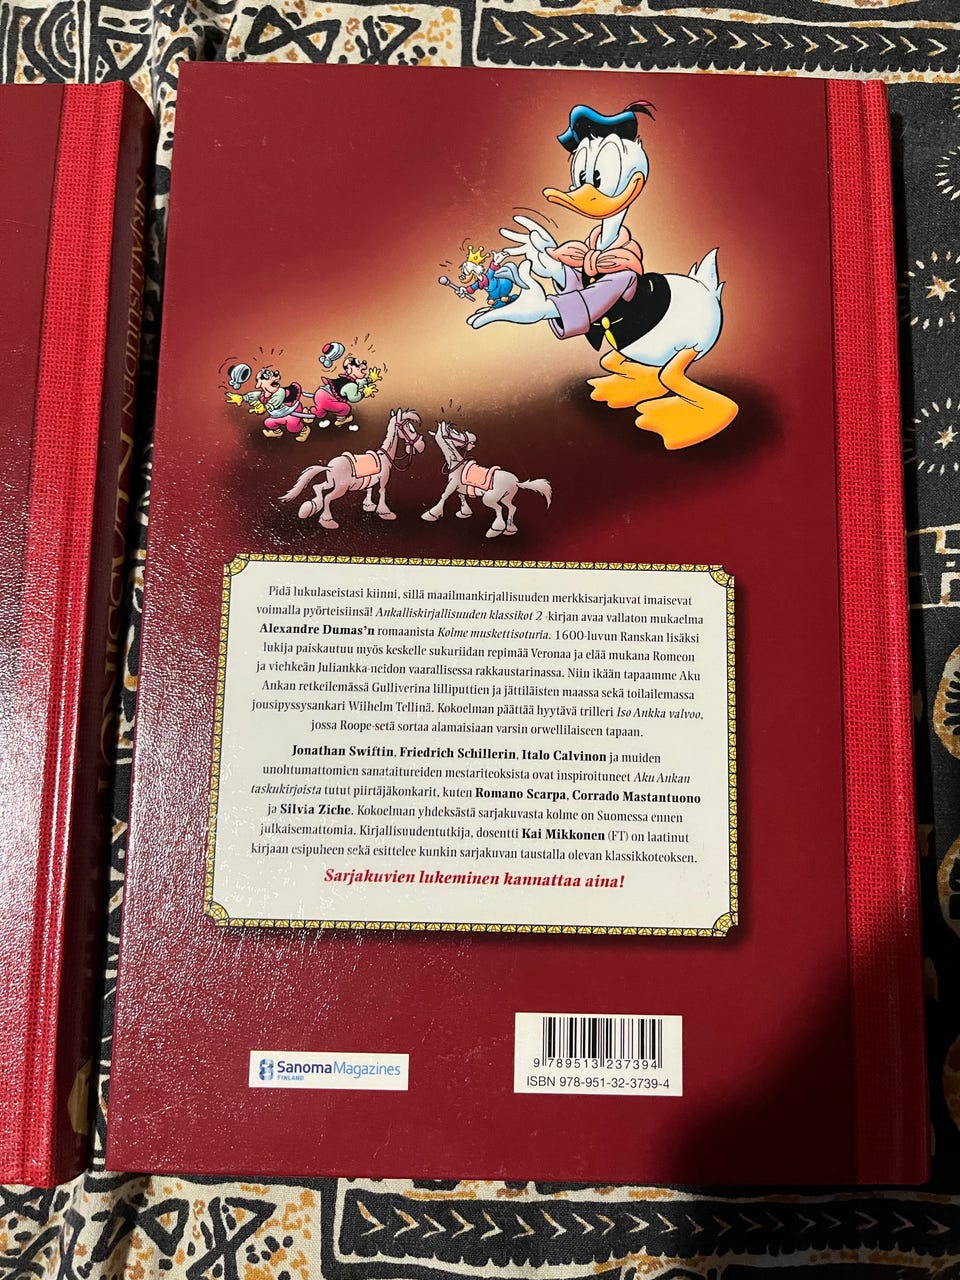 Pidä lukulaseistasi kiinni, sillä maailmankirjallisuuden merkkisarjakuvat imaisevat
voimalla pyörteisiinsä! Ankalliskirjallisuuden klassikot 2 -kirjan avaa vallaton mukaelma
Alexandre Dumas'n romaanista Kolme muskettisoturia. 1600-luvun Ranskan lisäksi
lukija paiskautuu myös keskelle sukuriidan repimää Veronaa ja elää mukana Romeon
ja viehkeän Juliankka-neidon vaarallisessa rakkaustarinassa. Niin ikään tapaamme Aku
Ankan retkeilemässä Gulliverina lilliputtien ja jättiläisten maassa sekä toilailemassa
jousipyssysankari Wilhelm Tellinä. Kokoelman päättää hyytävä trilleri Iso Ankka valvoo,
jossa Roope-setä sortaa alamaisiaan varsin orwellilaiseen tapaan.
Jonathan Swiftin, Friedrich Schillerin, Italo Calvinon ja muiden
unohtumattomien sanataitureiden mestariteoksista ovat inspiroituneet Aku Ankan
taskukirjoista tutut piirtäjäkonkarit, kuten Romano Scarpa, Corrado Mastantuono
ja Silvia Ziche. Kokoelman yhdeksästä sarjakuvasta kolme on Suomessa ennen
julkaisemattomia. Kirjallisuudentutkija, dosentti Kai Mikkonen (FT) on laatinut
kirjaan esipuheen sekä esittelee kunkin sarjakuvan taustalla olevan klassikkoteoksen.
Sarjakuvien lukeminen kannattaa aina!
SanomaMagazines
FINLAND
9 789513 237394
ISBN 978-951-32-3739-4